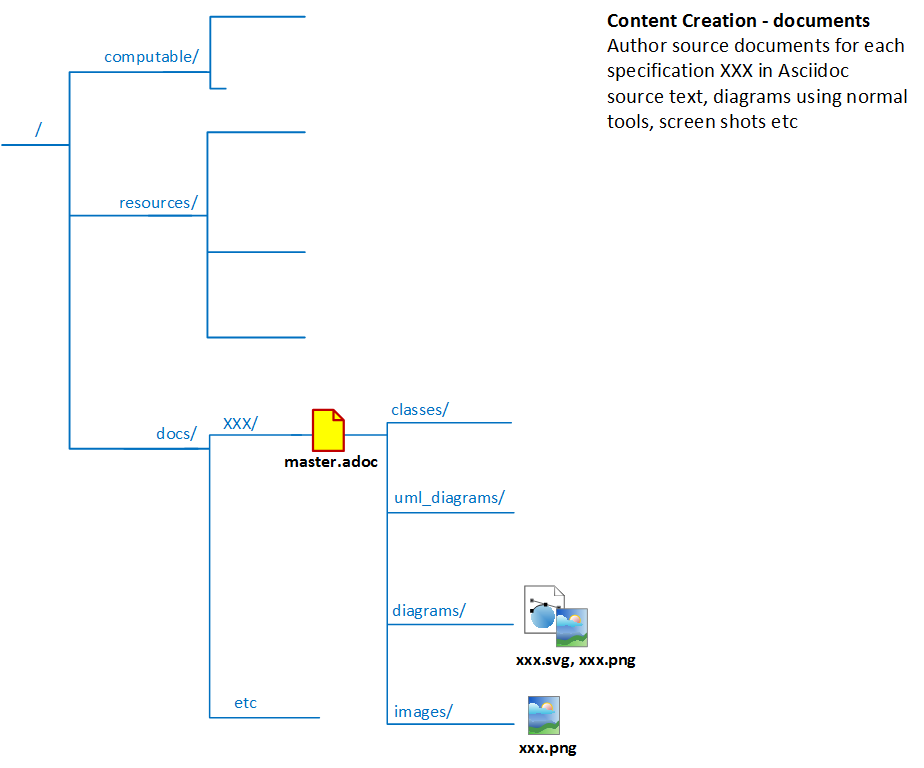 Content Creation - documents
Author source documents for each
specification XXX in Asciidoc
source text, diagrams using normal
tools, screen shots etc
computable/
/
resources/
docs/
XXX/
master.adoc
classes/
uml_diagrams/
diagrams/
xxx.svg, xxx.png
etc
images/
xxx.png